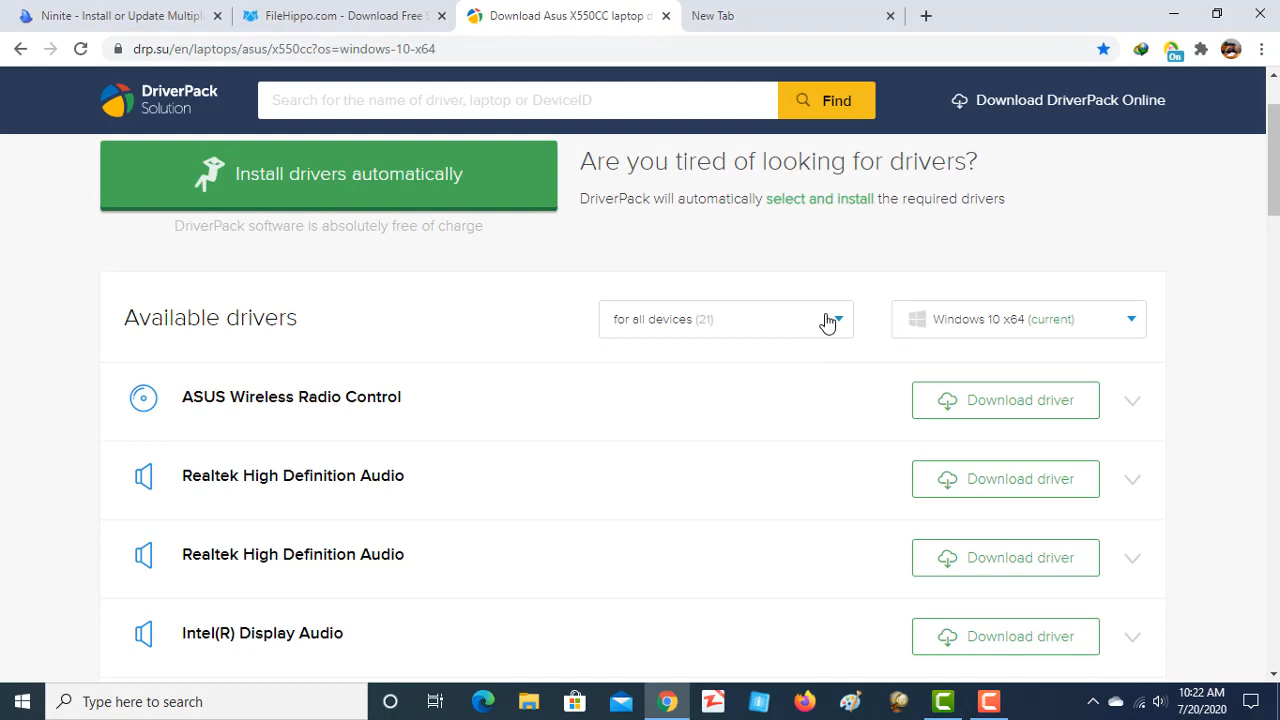 Ninite - Install or Update Multipl
FileHippo.com - Download Free S
Download Asus X550CC laptop d
New Tab
drp.su/en/laptops/asus/x550cc?os=windows-10-x64
On
DriverPack
Solution
Search for the name of driver, laptop or DeviceID
Find
Download DriverPack Online
Install drivers automatically
DriverPack software is absolutely free of charge
Are you tired of looking for drivers?
DriverPack will automatically select and install the required drivers
Available drivers
for all devices (21)
Windows 10 x64 (current)
ASUS Wireless Radio Control
Download driver
Realtek High Definition Audio
Download driver
Realtek High Definition Audio
Download driver
Intel(R) Display Audio
Download driver
Type here to search
10:22 AM
7/20/2020